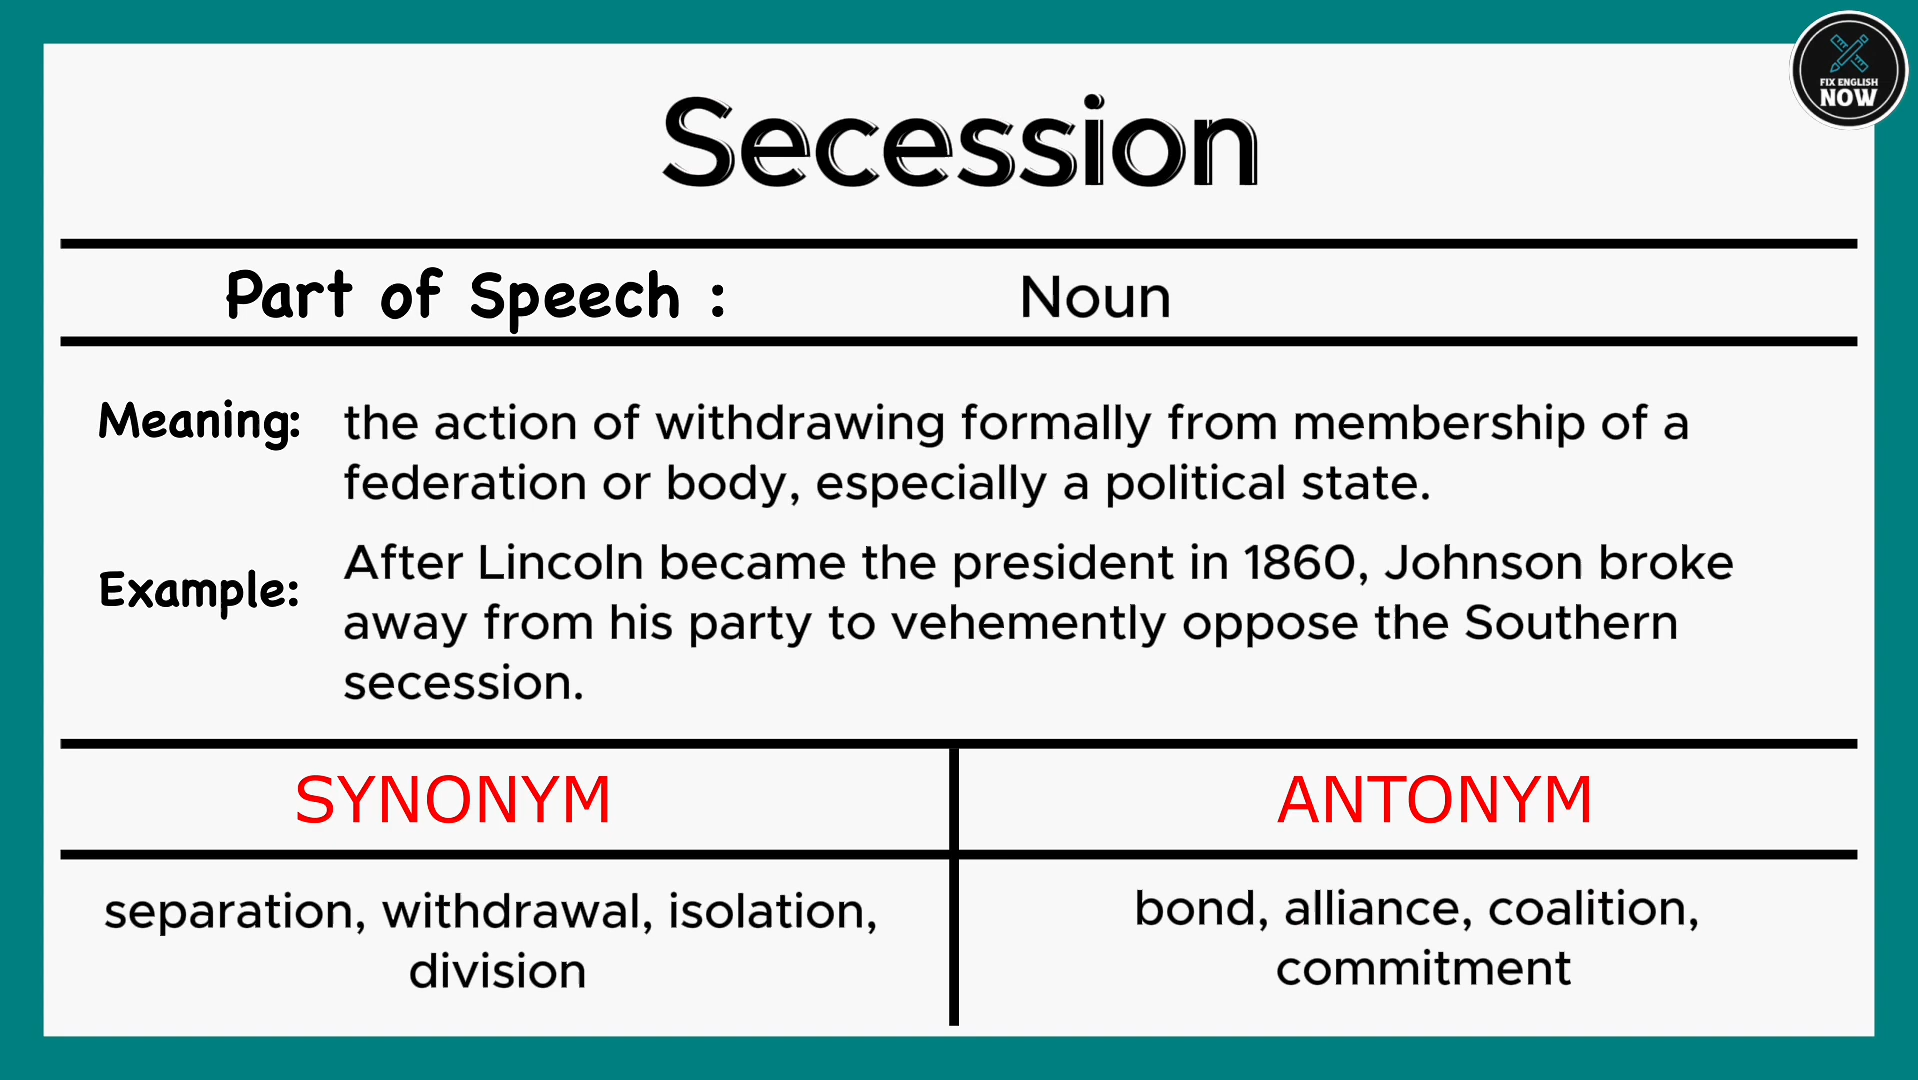 FIX ENGLISH
NOW
Secession
Part of Speech : Noun
Meaning: the action of withdrawing formally from membership of a
federation or body, especially a political state.
After Lincoln became the president in 1860, Johnson broke
Example: away from his party to vehemently oppose the Southern
secession.
SYNONYM ANTONYM
separation, withdrawal, isolation,
division
bond, alliance, coalition,
commitment